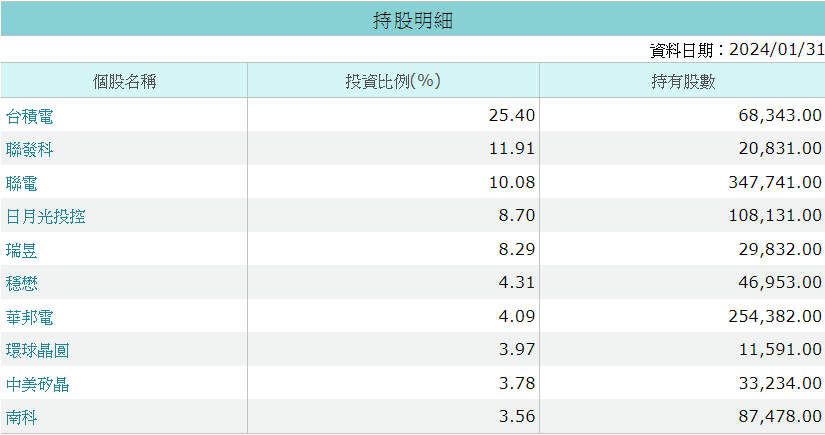 持股明細
資料日期：2024/01/31
個股名稱 投資比例(%) 持有股數
台積電 25.40 68,343.00
聯發科 11.91 20,831.00
聯電 10.08 347,741.00
日月光投控 8.70 108,131.00
瑞昱 8.29 29,832.00
穩懋 4.31 46,953.00
華邦電 4.09 254,382.00
環球晶圓 3.97 11,591.00
中美矽晶 3.78 33,234.00
南科 3.56 87,478.00